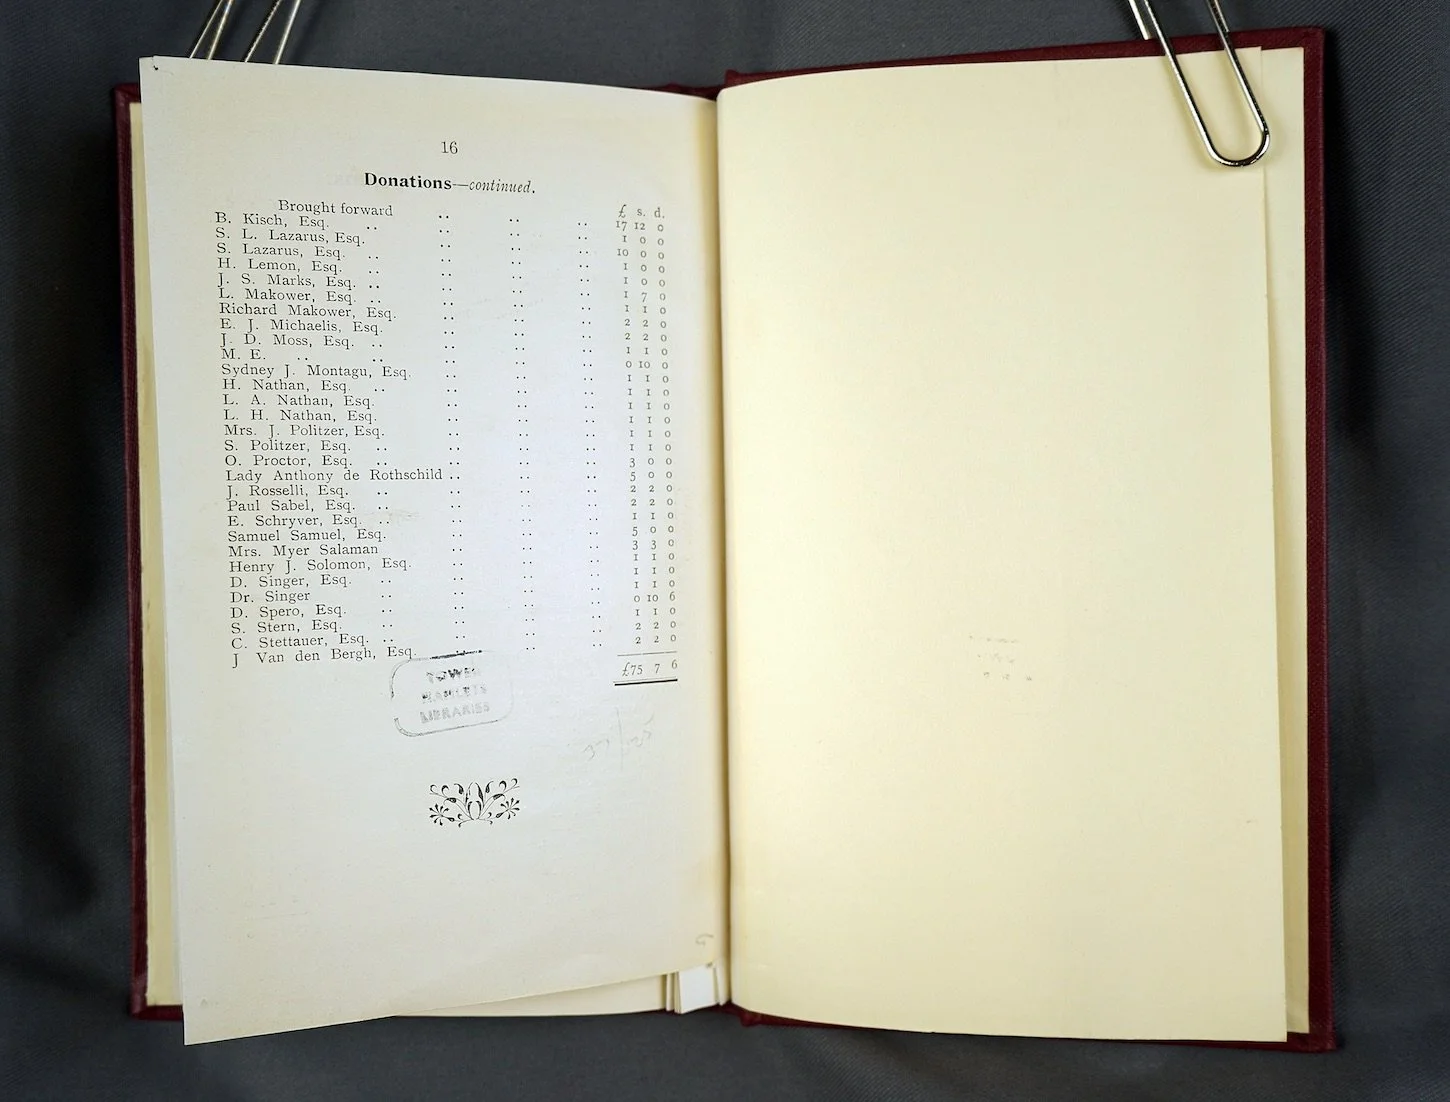 16
Donations—continued.
£ s. d.
Brought forward .. .. .. 17 12 0
B. Kisch, Esq. .. .. .. .. 1 0 0
S. L. Lazarus, Esq. .. .. .. 10 0 0
S. Lazarus, Esq. .. .. .. .. 1 0 0
H. Lemon, Esq. .. .. .. .. 1 0 0
J. S. Marks, Esq. .. .. .. .. 1 7 0
L. Makower, Esq. .. .. .. .. 1 1 0
Richard Makower, Esq. .. .. .. 2 2 0
E. J. Michaelis, Esq. .. .. .. 2 2 0
J. D. Moss, Esq. .. .. .. .. 1 1 0
M. E. .. .. .. .. .. 0 10 0
Sydney J. Montagu, Esq. .. .. .. 1 1 0
H. Nathan, Esq. .. .. .. .. 1 1 0
L. A. Nathan, Esq. .. .. .. 1 1 0
L. H. Nathan, Esq. .. .. .. 1 1 0
Mrs. J. Politzer, Esq. .. .. .. 1 1 0
S. Politzer, Esq. .. .. .. .. 1 1 0
O. Proctor, Esq. .. .. .. .. 3 0 0
Lady Anthony de Rothschild .. .. .. 5 0 0
J. Rosselli, Esq. .. .. .. .. 2 2 0
Paul Sabel, Esq. .. .. .. .. 2 2 0
E. Schryver, Esq. .. .. .. .. 1 1 0
Samuel Samuel, Esq. .. .. .. 5 0 0
Mrs. Myer Salaman .. .. .. 3 3 0
Henry J. Solomon, Esq. .. .. .. 1 1 0
D. Singer, Esq. .. .. .. .. 1 1 0
Dr. Singer .. .. .. .. 1 1 0
D. Spero, Esq. .. .. .. .. 0 10 6
S. Stern, Esq. .. .. .. .. 1 1 0
C. Stettauer, Esq. .. .. .. .. 2 2 0
J Van den Bergh, Esq. .. .. .. 2 2 0
£75 7 6
TOWER
HAMLETS
LIBRARIES